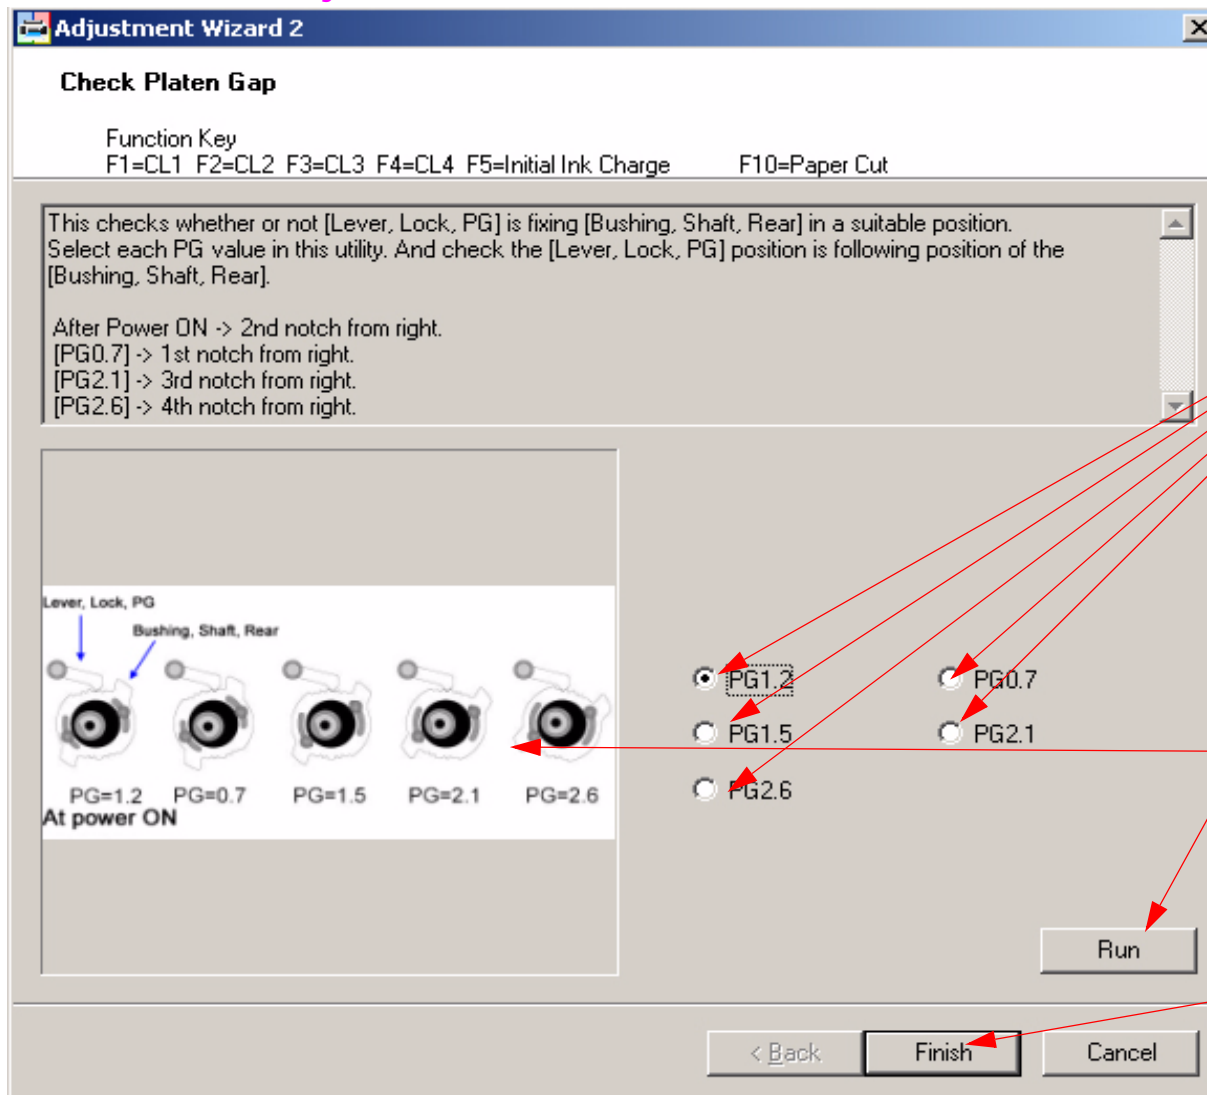 Adjustment Wizard 2
Check Platen Gap
Function Key
F1=CL1 F2=CL2 F3=CL3 F4=CL4 F5=Initial Ink Charge F10=Paper Cut
This checks whether or not [Lever, Lock, PG] is fixing [Bushing, Shaft, Rear] in a suitable position.
Select each PG value in this utility. And check the [Lever, Lock, PG] position is following position of the
[Bushing, Shaft, Rear].
After Power ON -> 2nd notch from right.
[PG0.7] -> 1st notch from right.
[PG2.1] -> 3rd notch from right.
[PG2.6] -> 4th notch from right.
Lever, Lock, PG
Bushing, Shaft, Rear
PG=1.2 PG=0.7 PG=1.5 PG=2.1 PG=2.6
At power ON
PG1.2 PG0.7
PG1.5 PG2.1
PG2.6
Run
< Back Finish Cancel